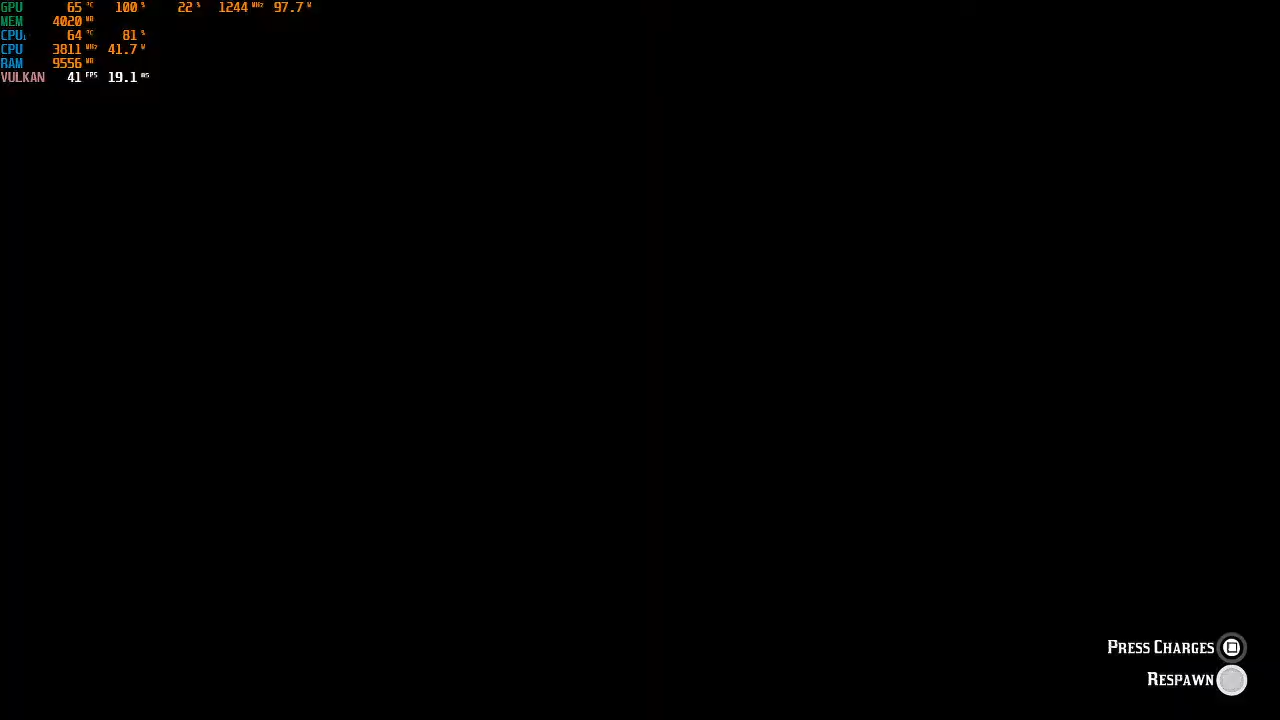 GPU 65 °C 100 % 22 % 1244 MHz 97.7 W
MEM 4020 MB
CPU 64 °C 81 %
CPU 3811 MHz 41.7 W
RAM 9556 MB
VULKAN 41 FPS 19.1 ms
PRESS CHARGES
RESPAWN